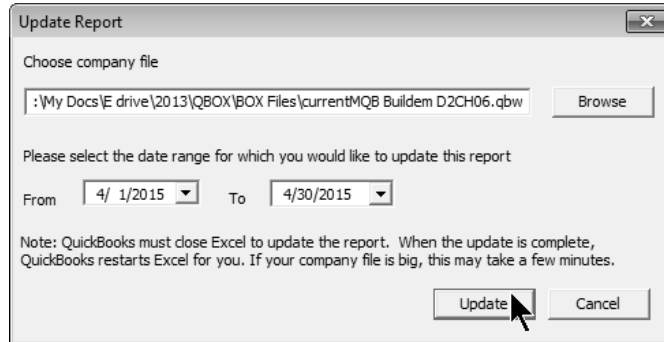 Update Report
Choose company file
:\My Docs\E drive\2013\QBOX\BOX Files\currentMQB Buildem D2CH06.qbw Browse
Please select the date range for which you would like to update this report
From 4/ 1/2015 To 4/30/2015
Note: QuickBooks must close Excel to update the report. When the update is complete,
QuickBooks restarts Excel for you. If your company file is big, this may take a few minutes.
Update Cancel